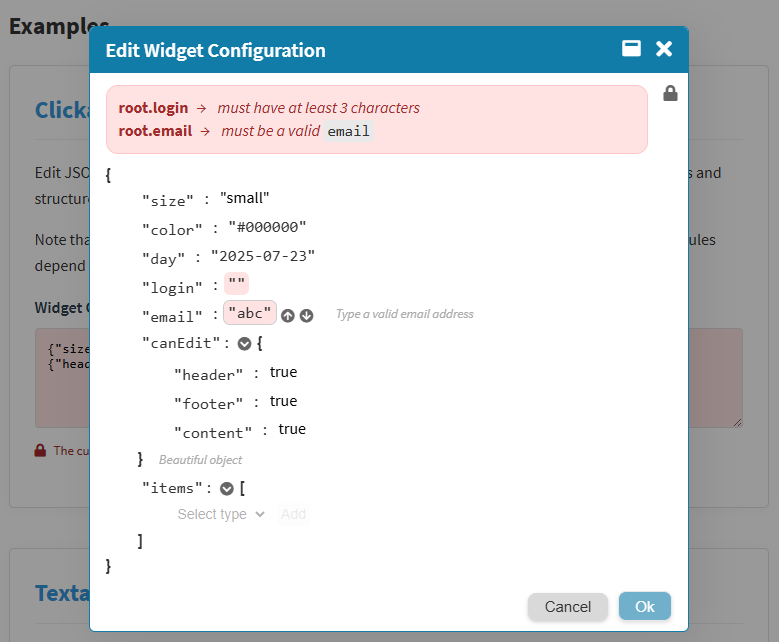 Examples
Edit Widget Configuration
root.login → must have at least 3 characters
root.email → must be a valid email
Edit JSO
s and
structure
Note tha
ules
depend
{
"size" : "small"
"color" : "#000000"
"day" : "2025-07-23"
"login" : ""
"email" : "abc" Type a valid email address
"canEdit": {
"header" : true
"footer" : true
"content" : true
} Beautiful object
"items": [
Select type Add
]
}
Cancel Ok
Clicka
Widget
{"size
{"head
The cu
Texta